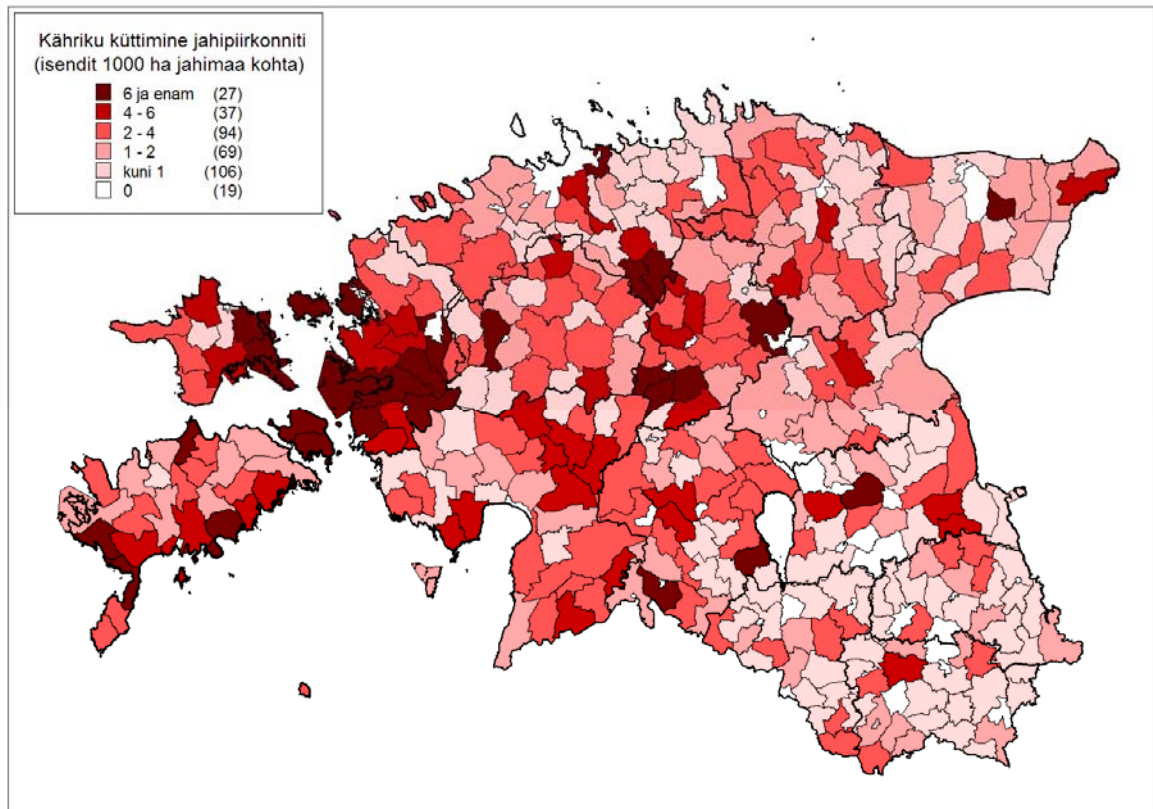 Kähriku küttimine jahipiirkonniti
(isendit 1000 ha jahimaa kohta)
6 ja enam (27)
4 - 6 (37)
2 - 4 (94)
1 - 2 (69)
kuni 1 (106)
0 (19)